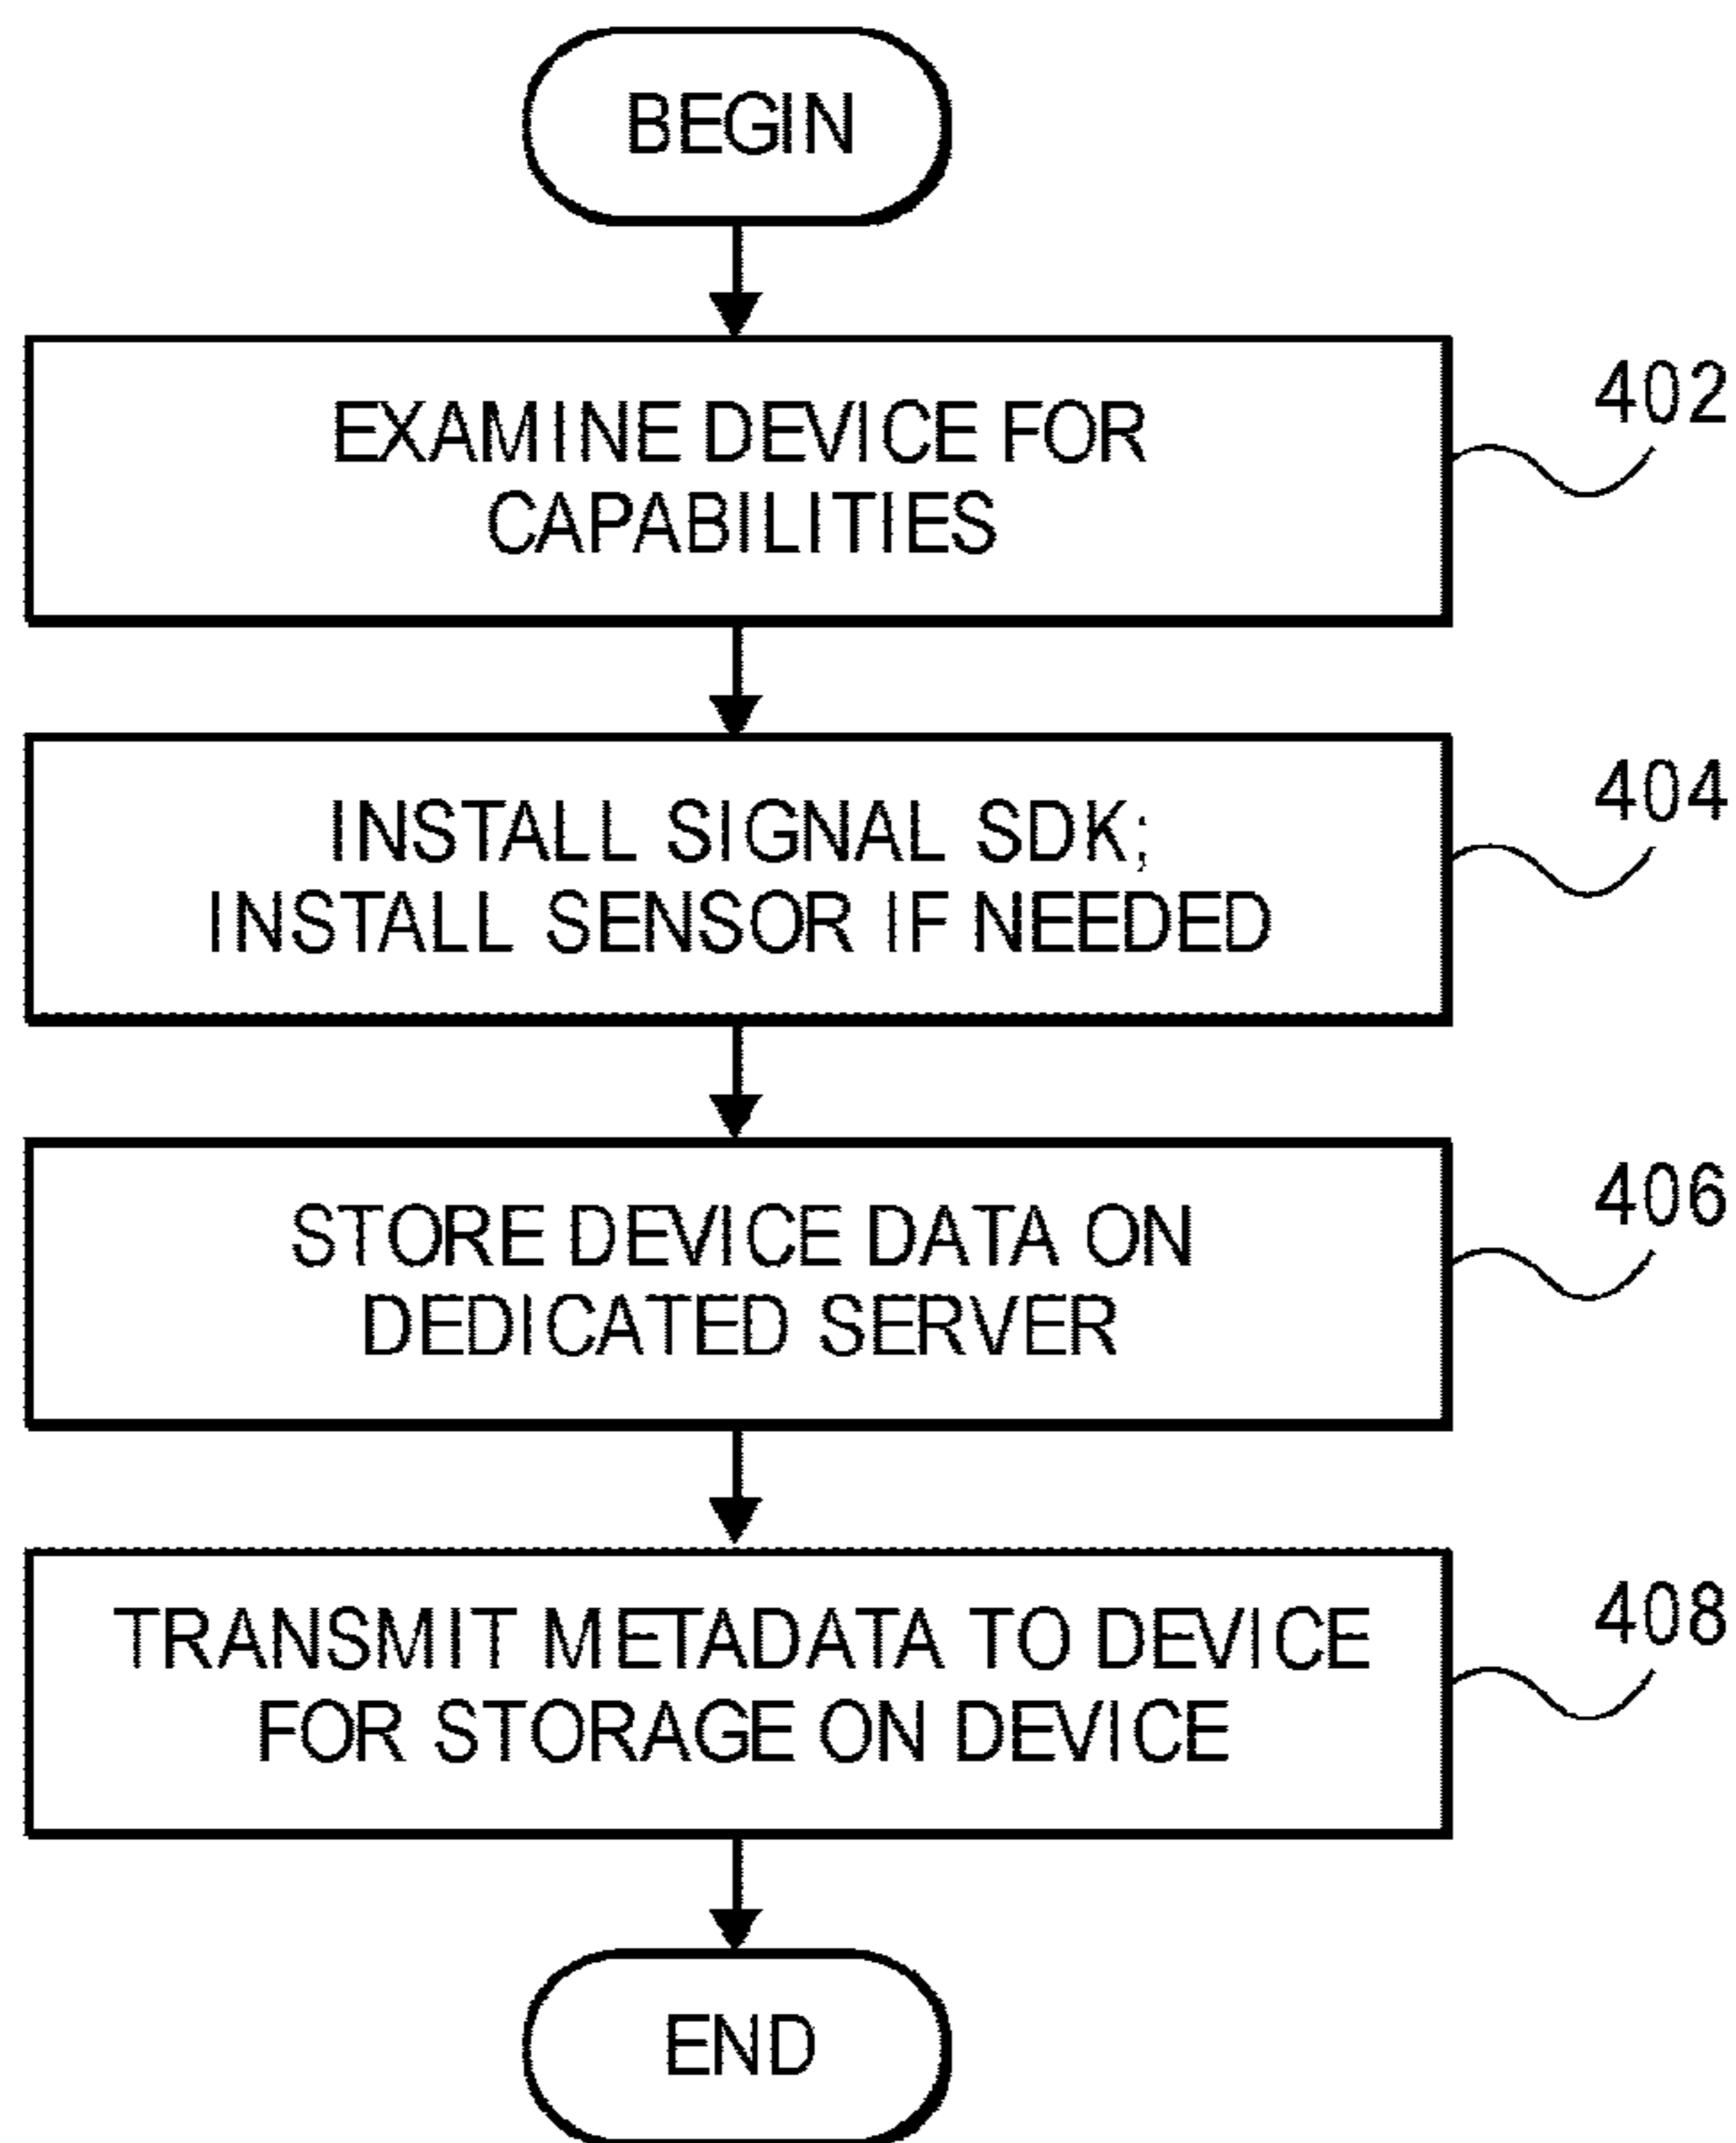 BEGIN
EXAMINE DEVICE FOR
CAPABILITIES
402
INSTALL SIGNAL SDK;
INSTALL SENSOR IF NEEDED
404
STORE DEVICE DATA ON
DEDICATED SERVER
406
TRANSMIT METADATA TO DEVICE
FOR STORAGE ON DEVICE
408
END